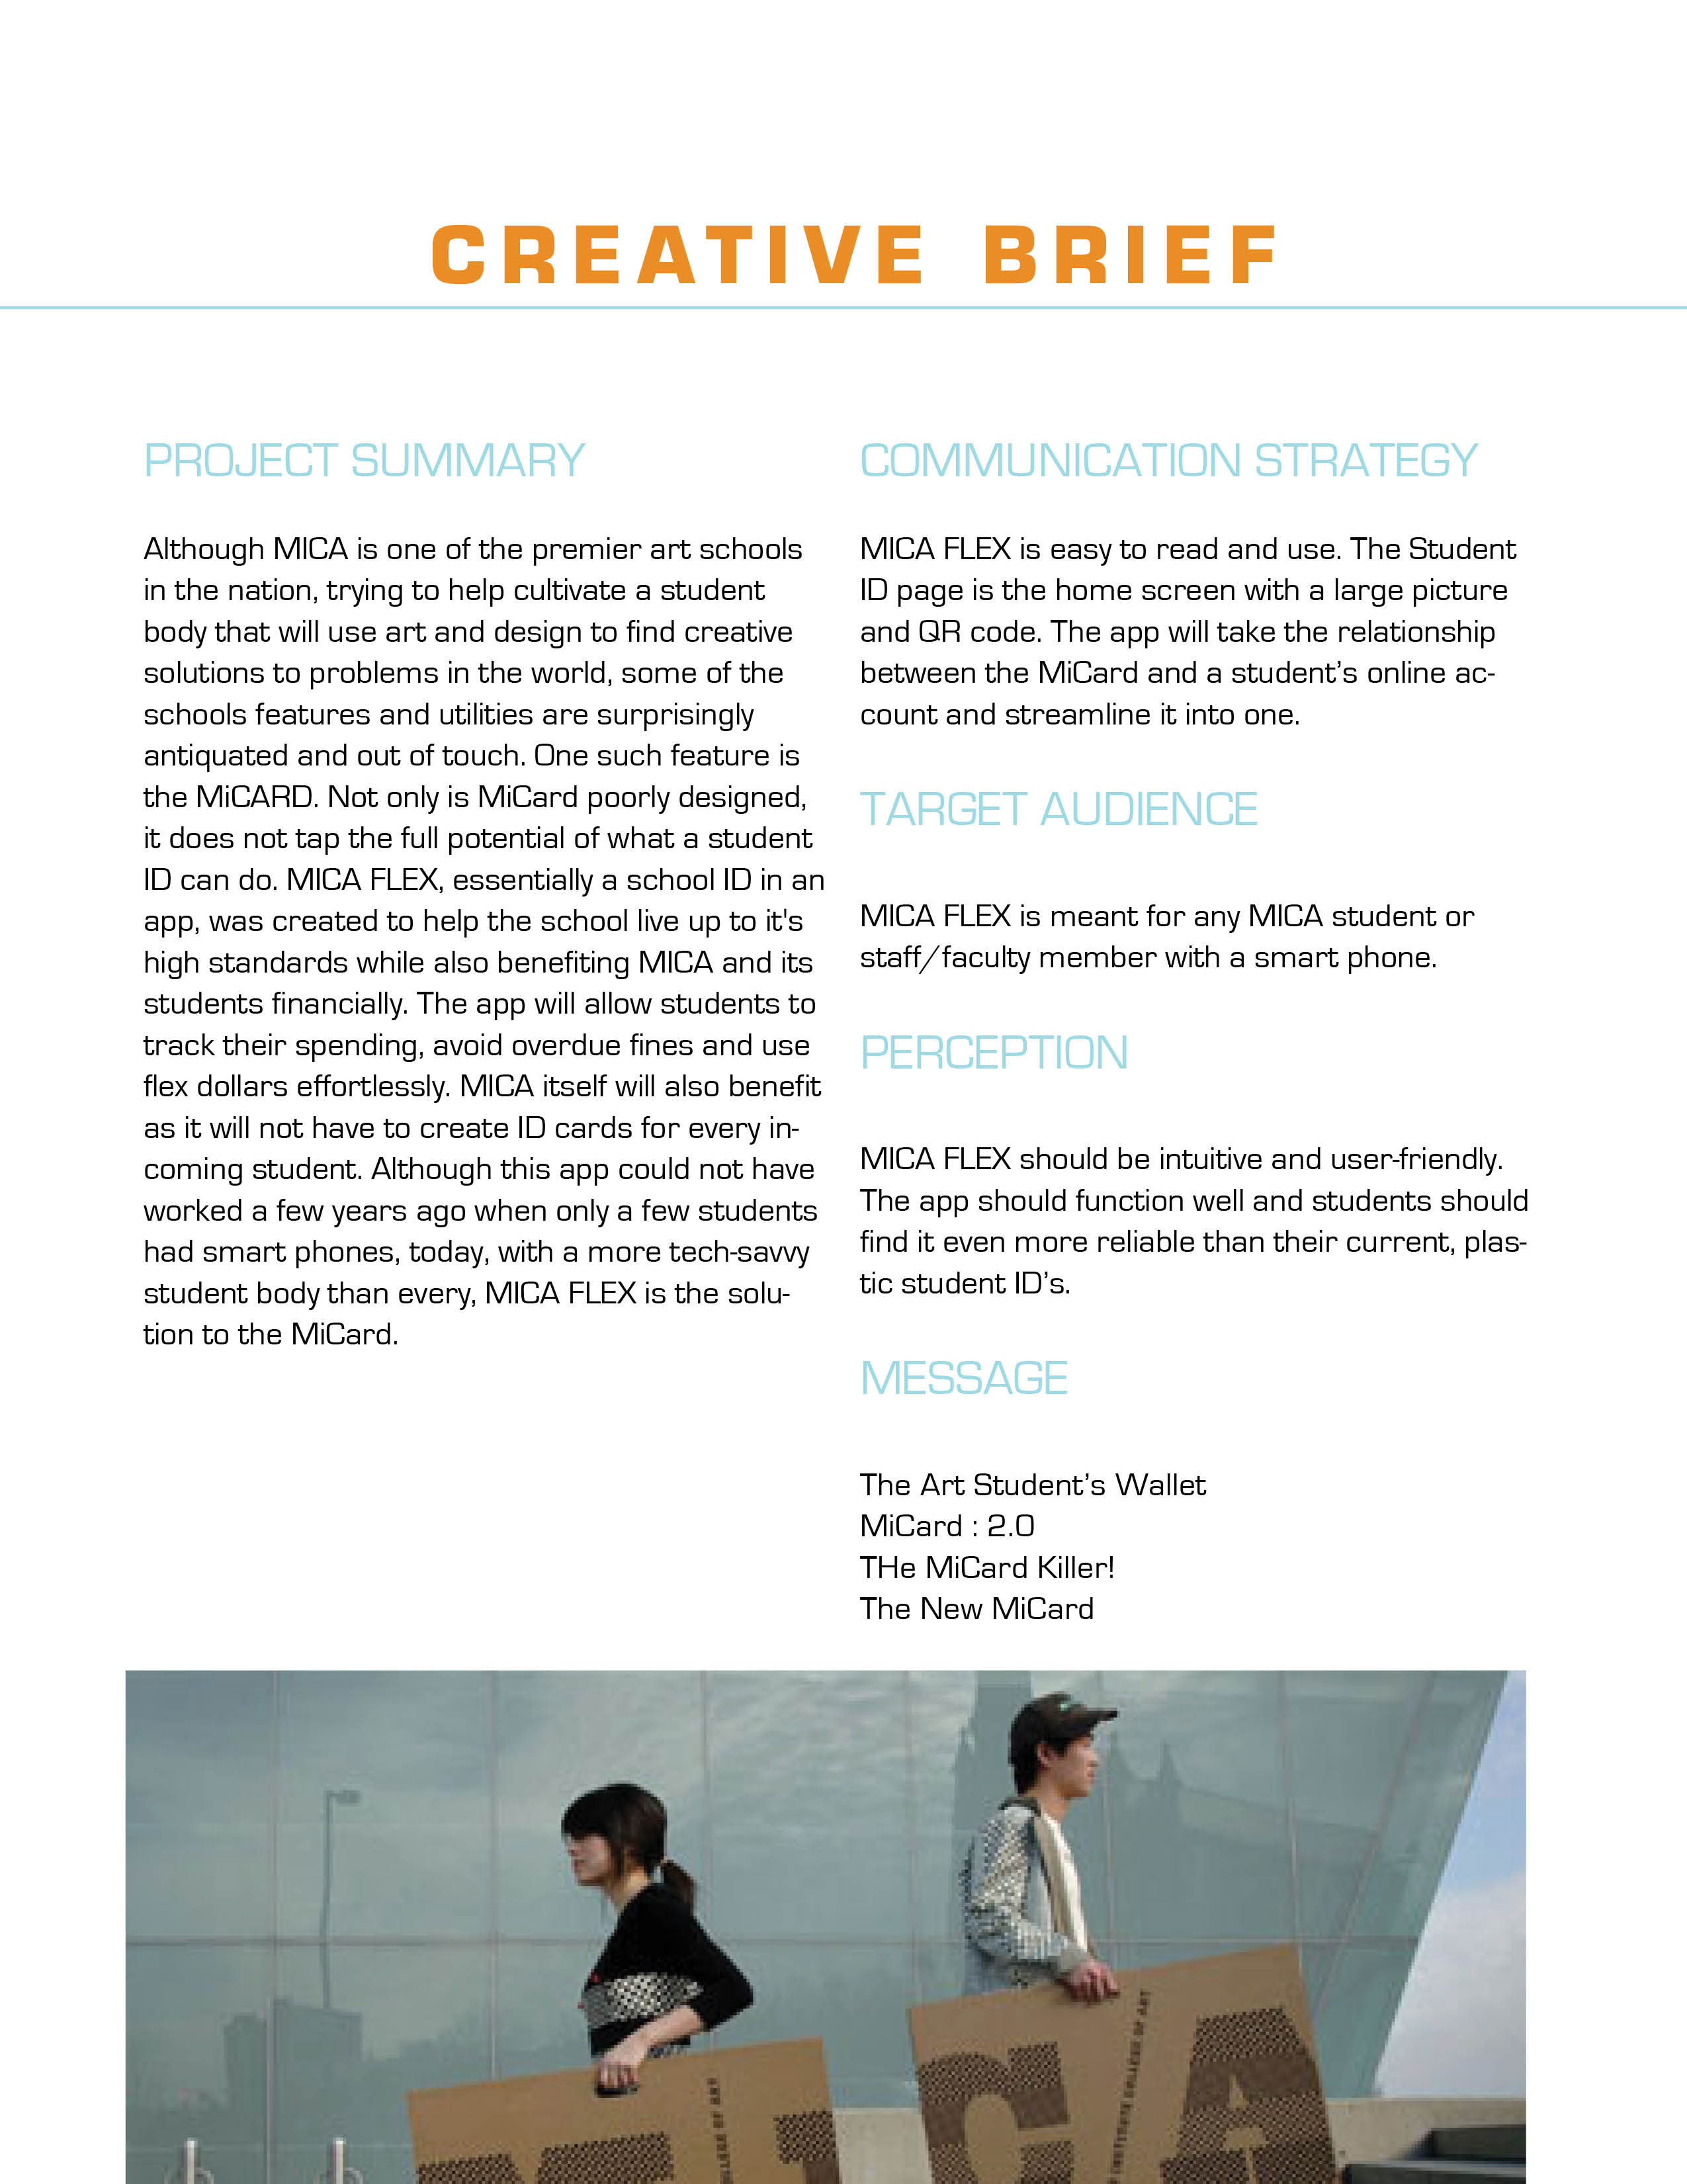 CREATIVE BRIEF
PROJECT SUMMARY
Although MICA is one of the premier art schools
in the nation, trying to help cultivate a student
body that will use art and design to find creative
solutions to problems in the world, some of the
schools features and utilities are surprisingly
antiquated and out of touch. One such feature is
the MiCARD. Not only is MiCard poorly designed,
it does not tap the full potential of what a student
ID can do. MICA FLEX, essentially a school ID in an
app, was created to help the school live up to it's
high standards while also benefiting MICA and its
students financially. The app will allow students to
track their spending, avoid overdue fines and use
flex dollars effortlessly. MICA itself will also benefit
as it will not have to create ID cards for every in-
coming student. Although this app could not have
worked a few years ago when only a few students
had smart phones, today, with a more tech-savvy
student body than every, MICA FLEX is the solu-
tion to the MiCard.
COMMUNICATION STRATEGY
MICA FLEX is easy to read and use. The Student
ID page is the home screen with a large picture
and QR code. The app will take the relationship
between the MiCard and a student’s online ac-
count and streamline it into one.
TARGET AUDIENCE
MICA FLEX is meant for any MICA student or
staff/faculty member with a smart phone.
PERCEPTION
MICA FLEX should be intuitive and user-friendly.
The app should function well and students should
find it even more reliable than their current, plas-
tic student ID’s.
MESSAGE
The Art Student’s Wallet
MiCard : 2.0
THe MiCard Killer!
The New MiCard
OF ART
CA
INSTITUTE COLLEGE OF ART